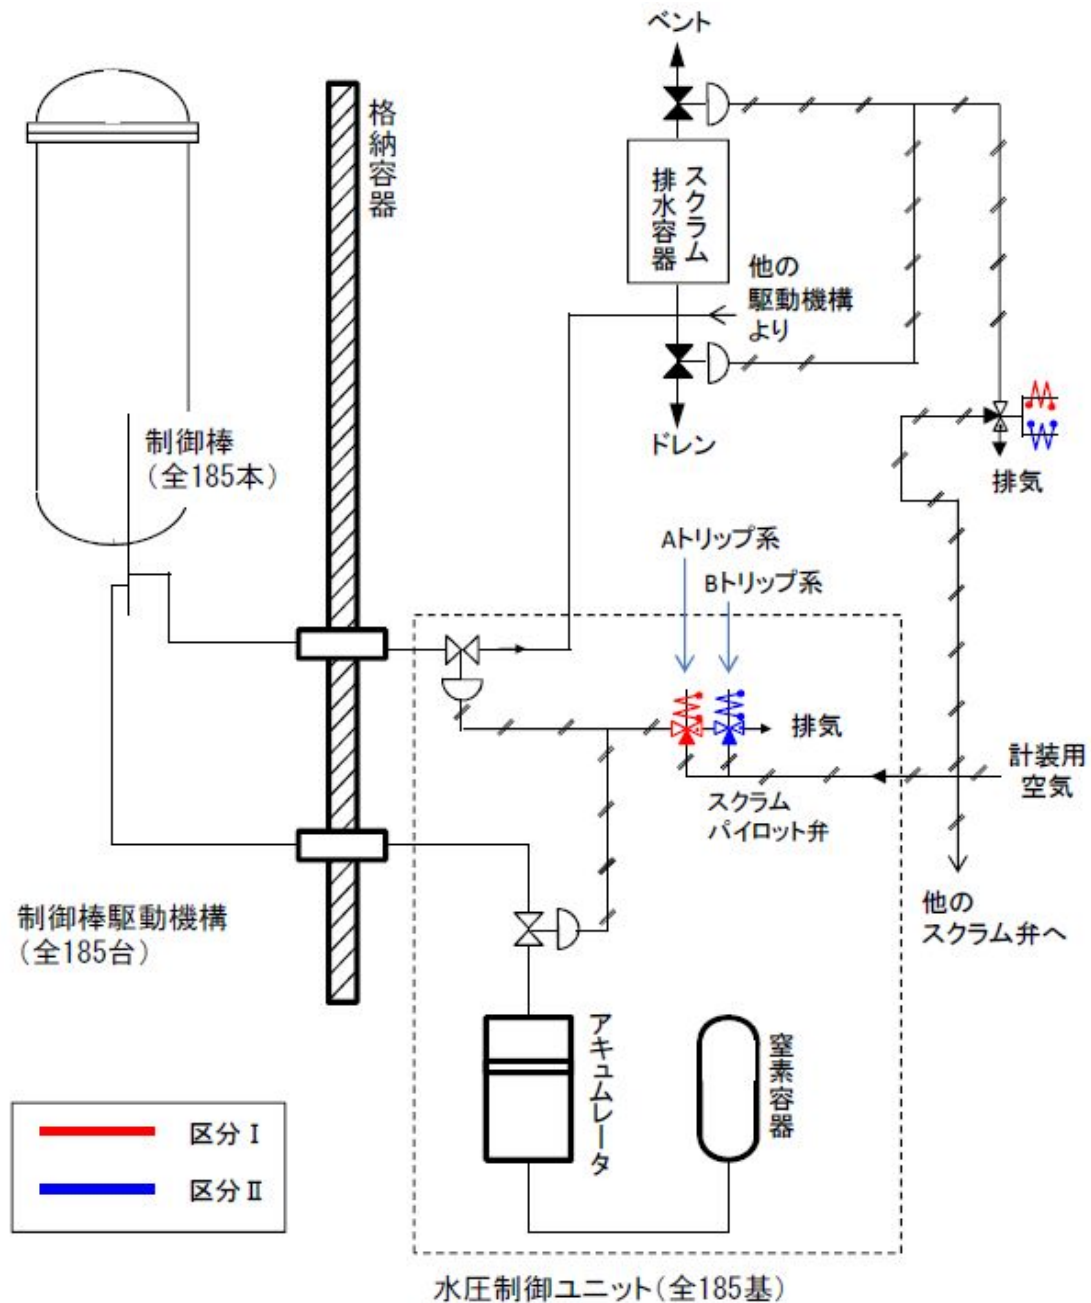 ベント
格納容器
スクラム
排水容器
他の
駆動機構
より
ドレン
制御棒
(全185本)
排気
Aトリップ系
Bトリップ系
排気
計装用
空気
スクラム
パイロット弁
他の
スクラム弁へ
制御棒駆動機構
(全185台)
アキュムレータ
窒素容器
区分Ⅰ
区分Ⅱ
水圧制御ユニット(全185基)